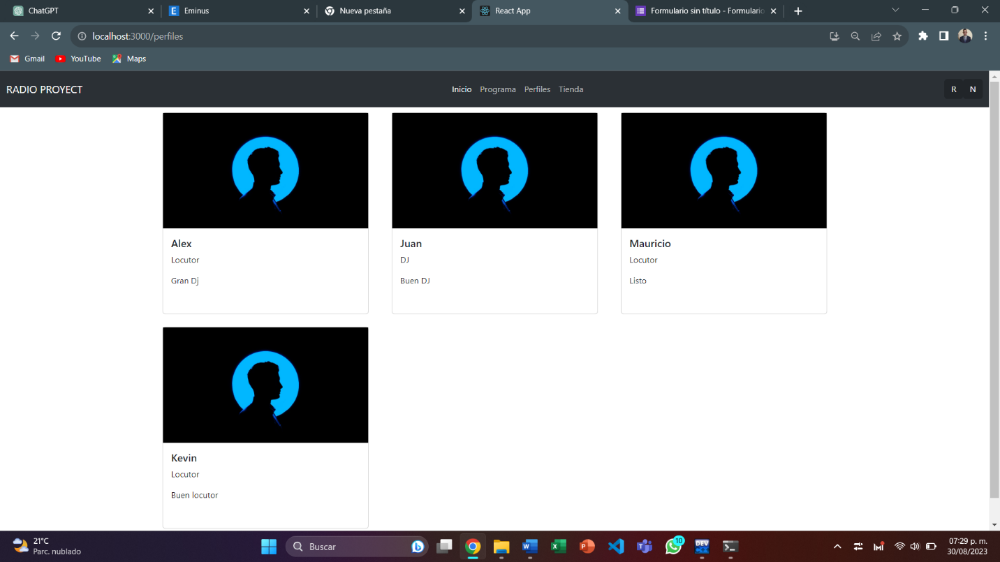 ChatGPT
Eminus
Nueva pestaña
React App
Formulario sin título - Formulario
localhost:3000/perfiles
Gmail
YouTube
Maps
RADIO PROYECT
Inicio
Programa
Perfiles
Tienda
R
N
Alex
Locutor
Gran Dj
Juan
DJ
Buen DJ
Mauricio
Locutor
Listo
Kevin
Locutor
Buen locutor
21°C
Parc. nublado
Buscar
10
DEV
07:29 p. m.
30/08/2023